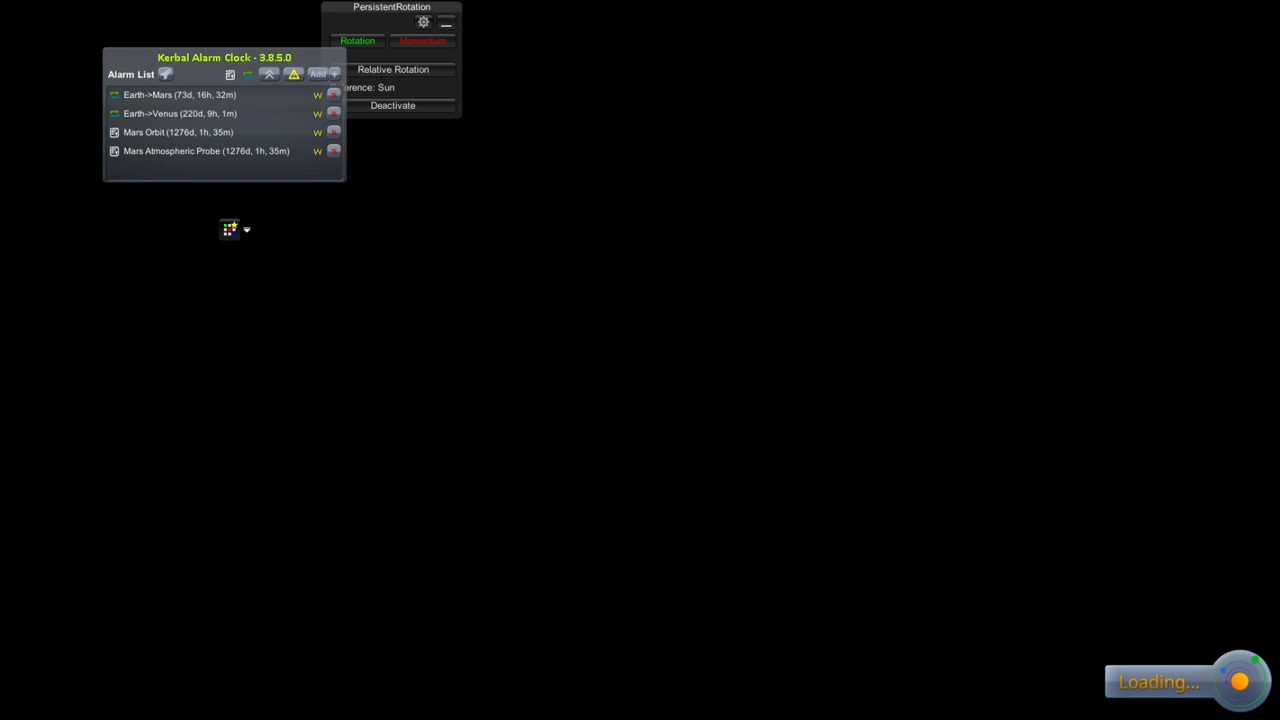 PersistentRotation
Rotation Momentum
Kerbal Alarm Clock - 3.8.5.0
Alarm List Add +
Relative Rotation
erence: Sun
Deactivate
Earth->Mars (73d, 16h, 32m) W
Earth->Venus (220d, 9h, 1m) W
Mars Orbit (1276d, 1h, 35m) W
Mars Atmospheric Probe (1276d, 1h, 35m) W
Loading...